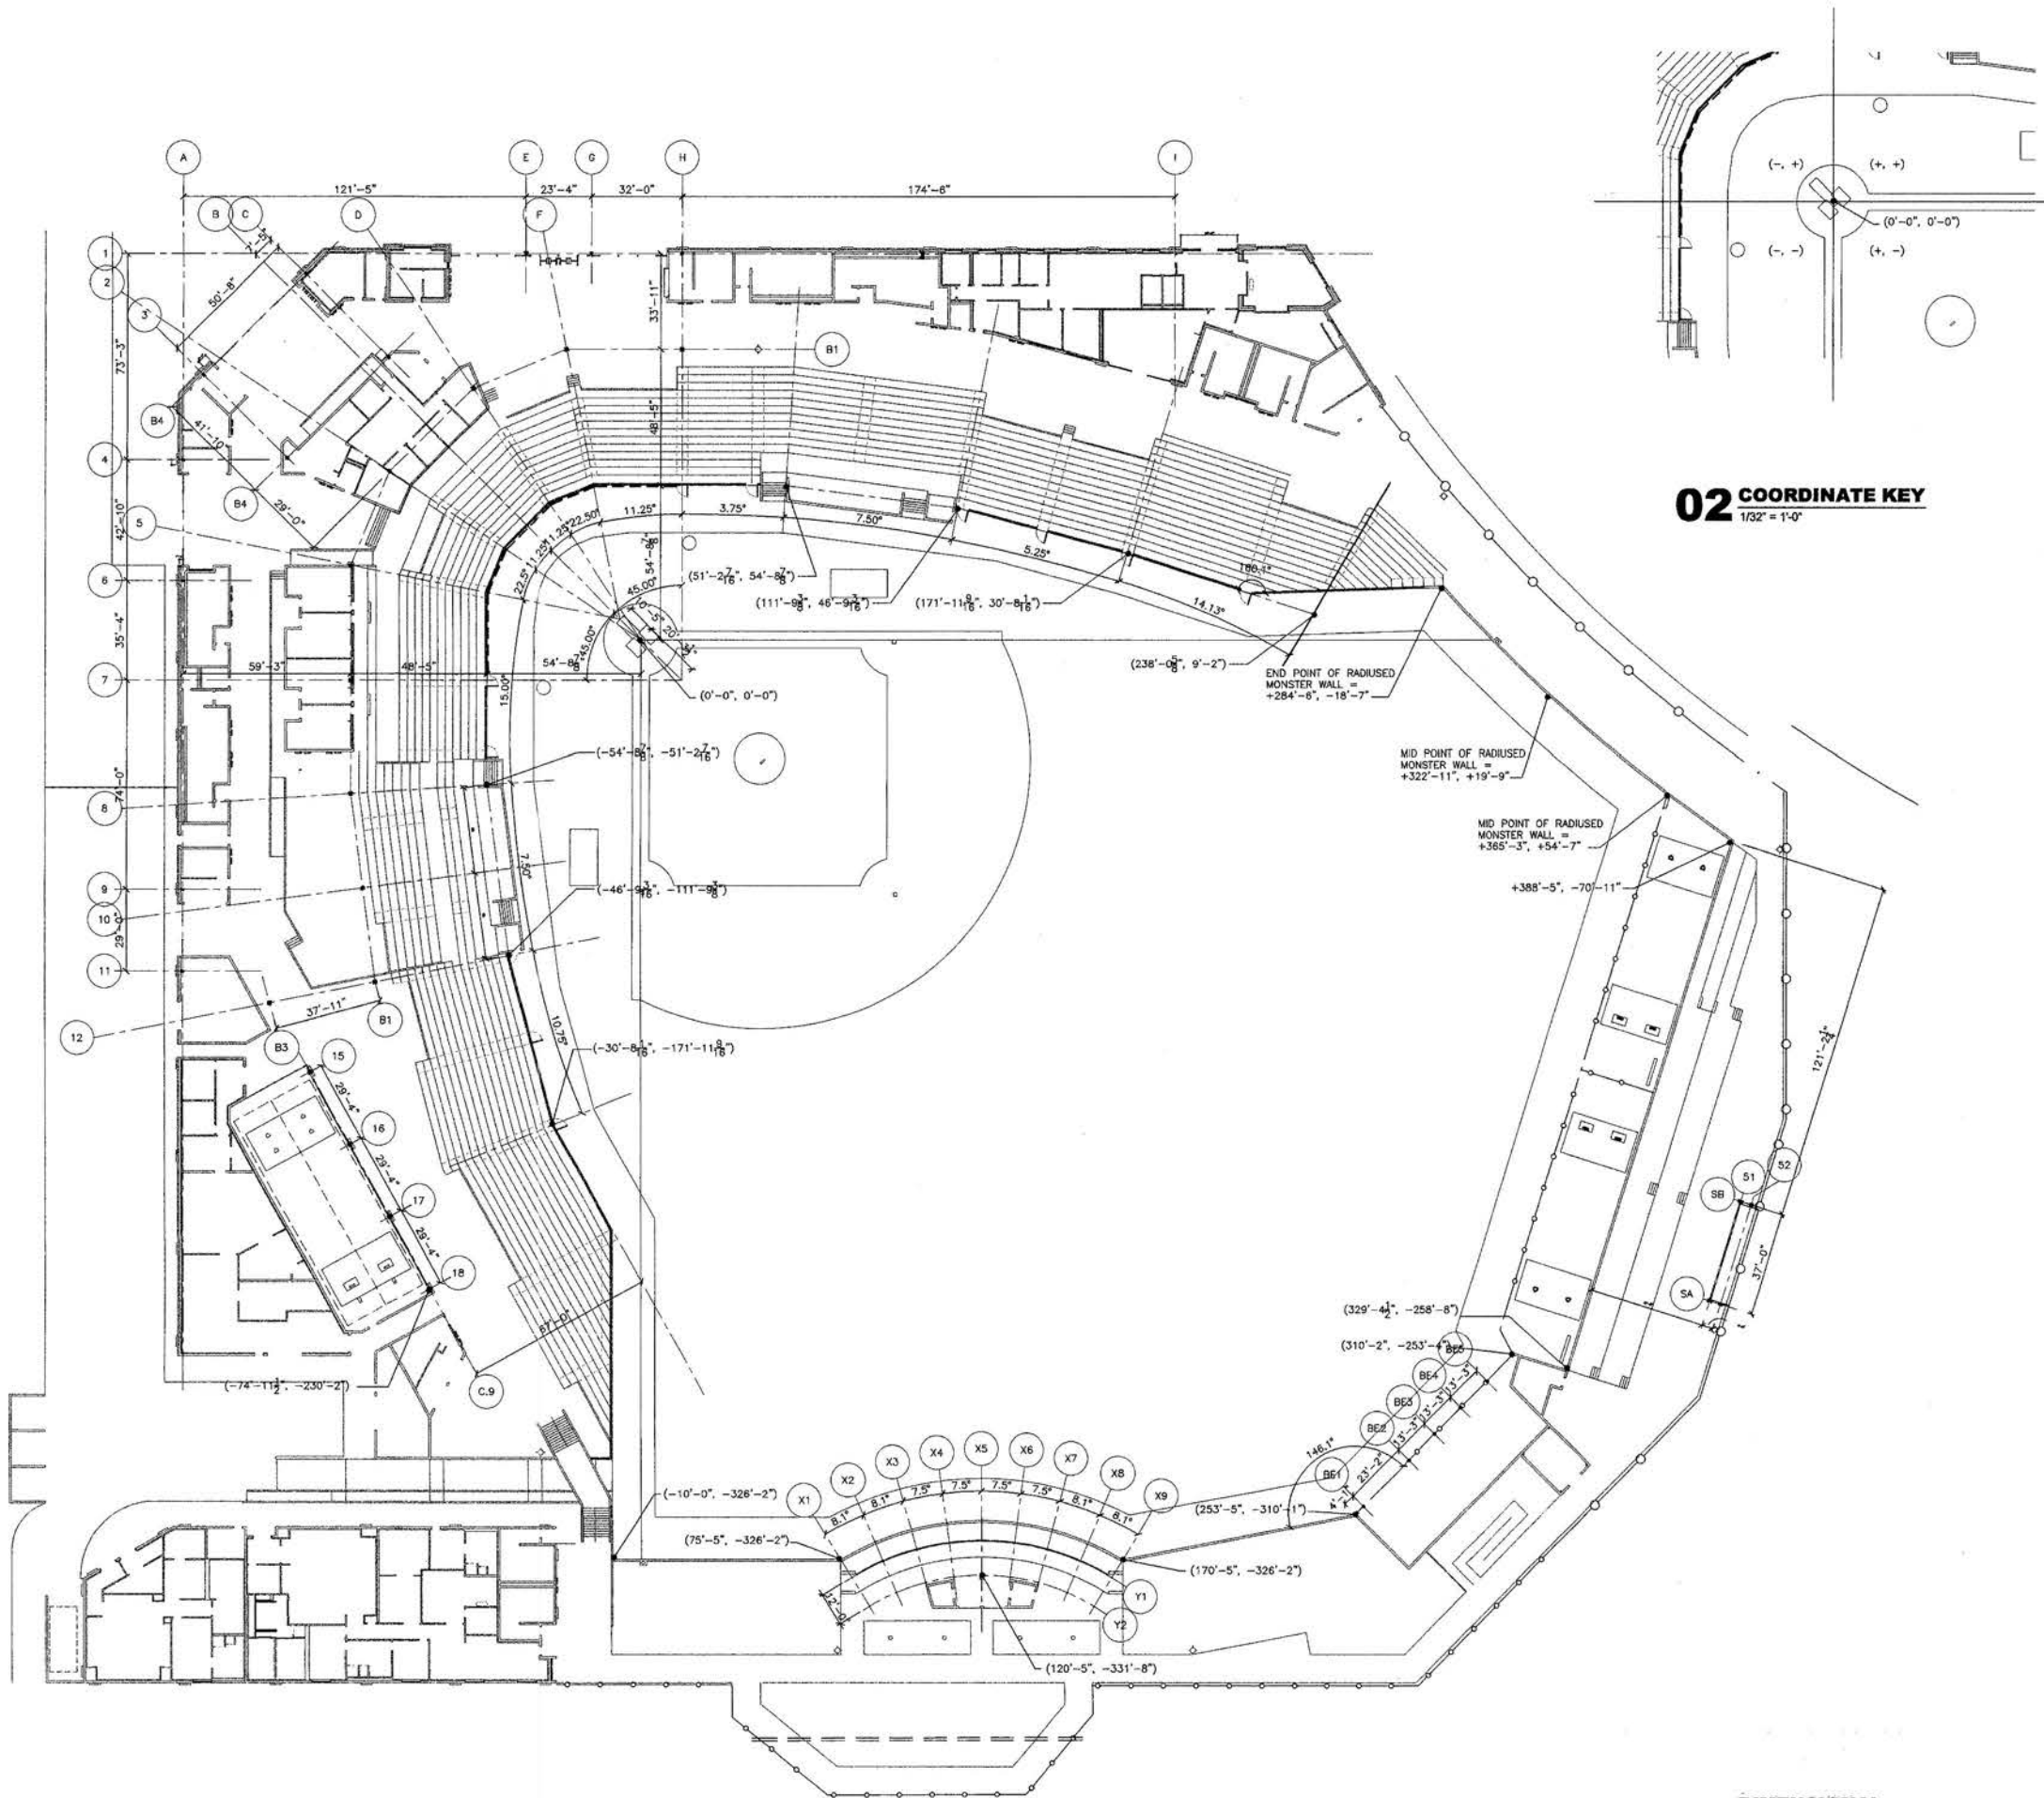 A
E
G
H
I
121'-5"
23'-4"
32'-0"
174'-6"
B
C
D
F
1
2
3
7'-5"
50'-8"
73'-3"
33'-11"
B1
B4
41'-10"
4
B4
48'-5"
5
29'-0"
42'-10"
6
35'-4"
7
59'-3"
48'-5"
22.5°
11.25°
11.25°
22.50°
11.25°
3.75°
7.50°
5.25°
14.13°
54'-8 7/8"
45.00°
45.00°
54'-8 7/8"
15.00°
(51'-2 7/16", 54'-8 7/8")
(111'-9 3/8", 46'-9 3/16")
(171'-11 9/16", 30'-8 1/16")
(238'-0 5/8", 9'-2")
(0'-0", 0'-0")
END POINT OF RADIUSED
MONSTER WALL =
+284'-6", -18'-7"
MID POINT OF RADIUSED
MONSTER WALL =
+322'-11", +19'-9"
MID POINT OF RADIUSED
MONSTER WALL =
+365'-3", +54'-7"
+388'-5", -70'-11"
(-, +)
(+, +)
(0'-0", 0'-0")
(-, -)
(+, -)
02 COORDINATE KEY
1/32" = 1'-0"
(-54'-8 7/8", -51'-2 7/16")
74'-0"
8
9
10
11
7.50°
(-46'-9 3/16", -111'-9 3/8")
12
37'-11"
B1
B3
10.75°
(-30'-8 1/16", -171'-11 9/16")
15
29'-4"
16
29'-4"
17
29'-4"
18
67'-0"
(-74'-11 1/2", -230'-2")
C.9
121'-2 1/4"
SB
51
52
37'-0"
SA
(329'-4 1/2", -258'-8")
(310'-2", -253'-4")
BE5
BE4
BE3
BE2
BE1
13'-3"
13'-3"
13'-3"
23'-2"
146.1°
(253'-5", -310'-1")
X1
X2
X3
X4
X5
X6
X7
X8
X9
8.1°
8.1°
7.5°
7.5°
7.5°
7.5°
8.1°
8.1°
(-10'-0", -326'-2")
(75'-5", -326'-2")
(170'-5", -326'-2")
12'-0"
Y1
Y2
(120'-5", -331'-8")